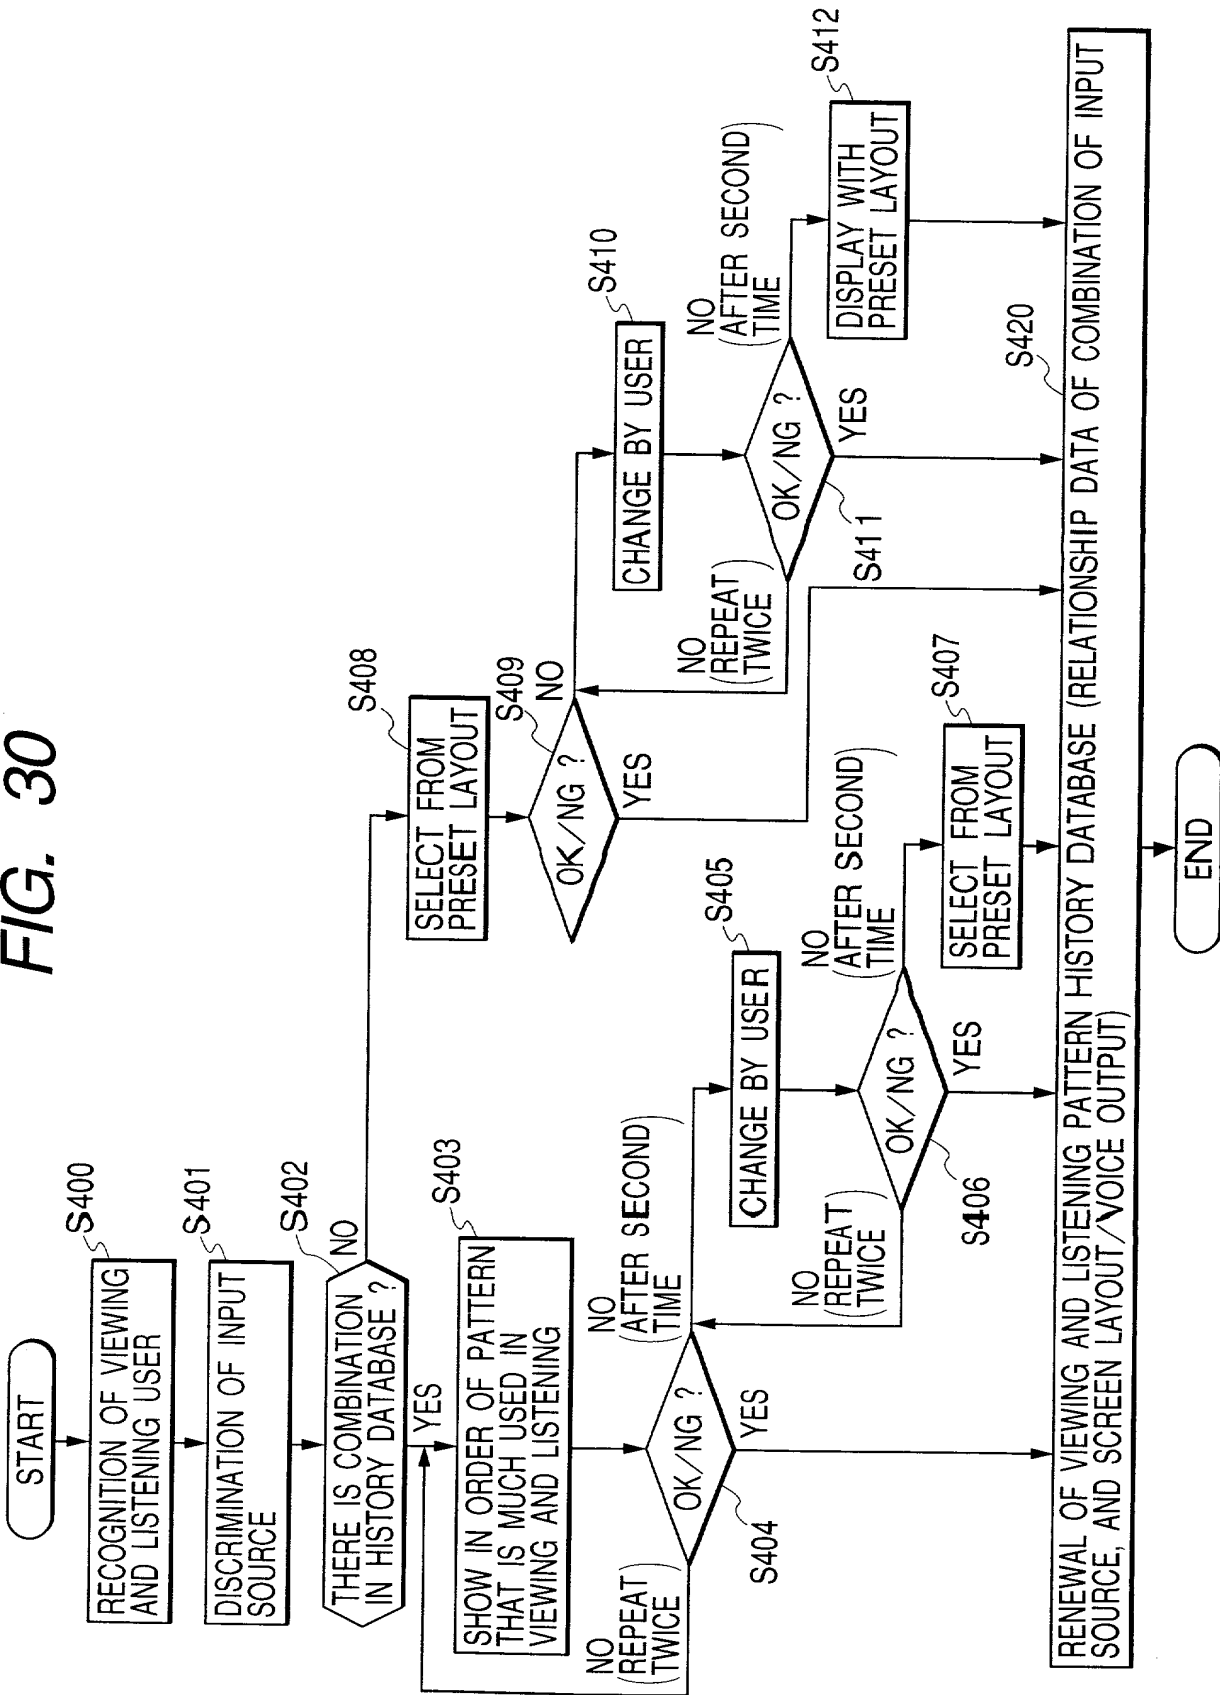 FIG. 30
START
S400
RECOGNITION OF VIEWING
AND LISTENING USER
S401
DISCRIMINATION OF INPUT
SOURCE
S402
THERE IS COMBINATION
IN HISTORY DATABASE ?
NO
YES
S403
SHOW IN ORDER OF PATTERN
THAT IS MUCH USED IN
VIEWING AND LISTENING
NO
(REPEAT
TWICE)
OK/NG ?
S404
YES
NO
(AFTER SECOND
TIME)
S405
CHANGE BY USER
NO
(REPEAT
TWICE)
OK/NG ?
S406
YES
NO
(AFTER SECOND
TIME)
S407
SELECT FROM
PRESET LAYOUT
S408
SELECT FROM
PRESET LAYOUT
S409
OK/NG ?
NO
YES
S410
CHANGE BY USER
NO
(REPEAT
TWICE)
OK/NG ?
S411
YES
NO
(AFTER SECOND
TIME)
S412
DISPLAY WITH
PRESET LAYOUT
S420
RENEWAL OF VIEWING AND LISTENING PATTERN HISTORY DATABASE (RELATIONSHIP DATA OF COMBINATION OF INPUT
SOURCE, AND SCREEN LAYOUT/VOICE OUTPUT)
END